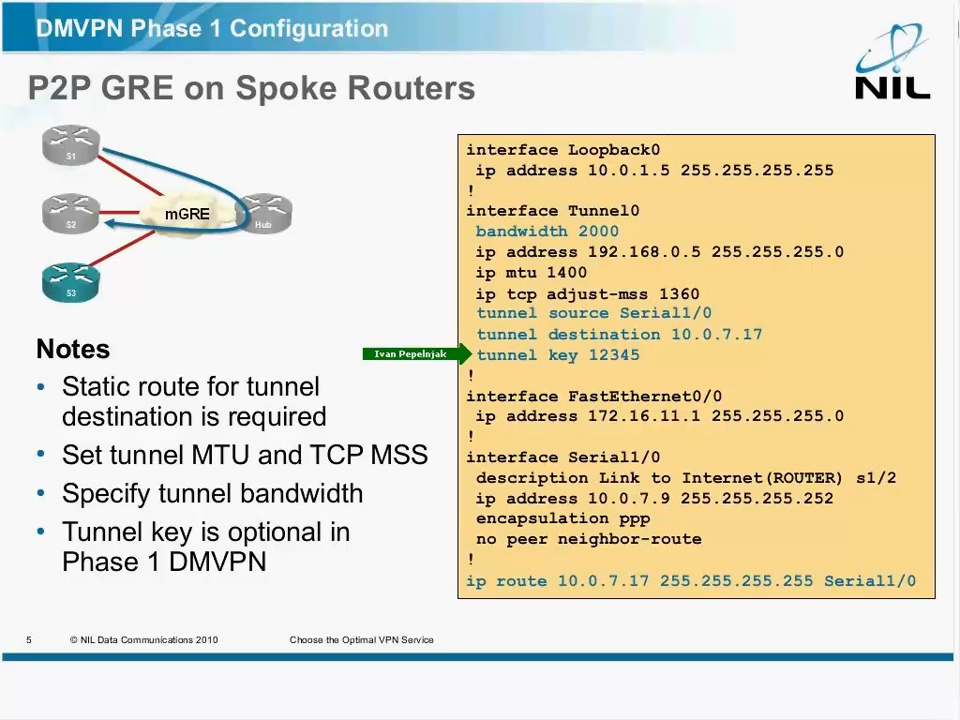 DMVPN Phase 1 Configuration
P2P GRE on Spoke Routers
NIL
S1
S2
mGRE
Hub
S3
Notes
• Static route for tunnel
destination is required
• Set tunnel MTU and TCP MSS
• Specify tunnel bandwidth
• Tunnel key is optional in
Phase 1 DMVPN
Ivan Pepelnjak
interface Loopback0
ip address 10.0.1.5 255.255.255.255
!
interface Tunnel0
bandwidth 2000
ip address 192.168.0.5 255.255.255.0
ip mtu 1400
ip tcp adjust-mss 1360
tunnel source Serial1/0
tunnel destination 10.0.7.17
tunnel key 12345
!
interface FastEthernet0/0
ip address 172.16.11.1 255.255.255.0
!
interface Serial1/0
description Link to Internet(ROUTER) s1/2
ip address 10.0.7.9 255.255.255.252
encapsulation ppp
no peer neighbor-route
!
ip route 10.0.7.17 255.255.255.255 Serial1/0
5 © NIL Data Communications 2010 Choose the Optimal VPN Service